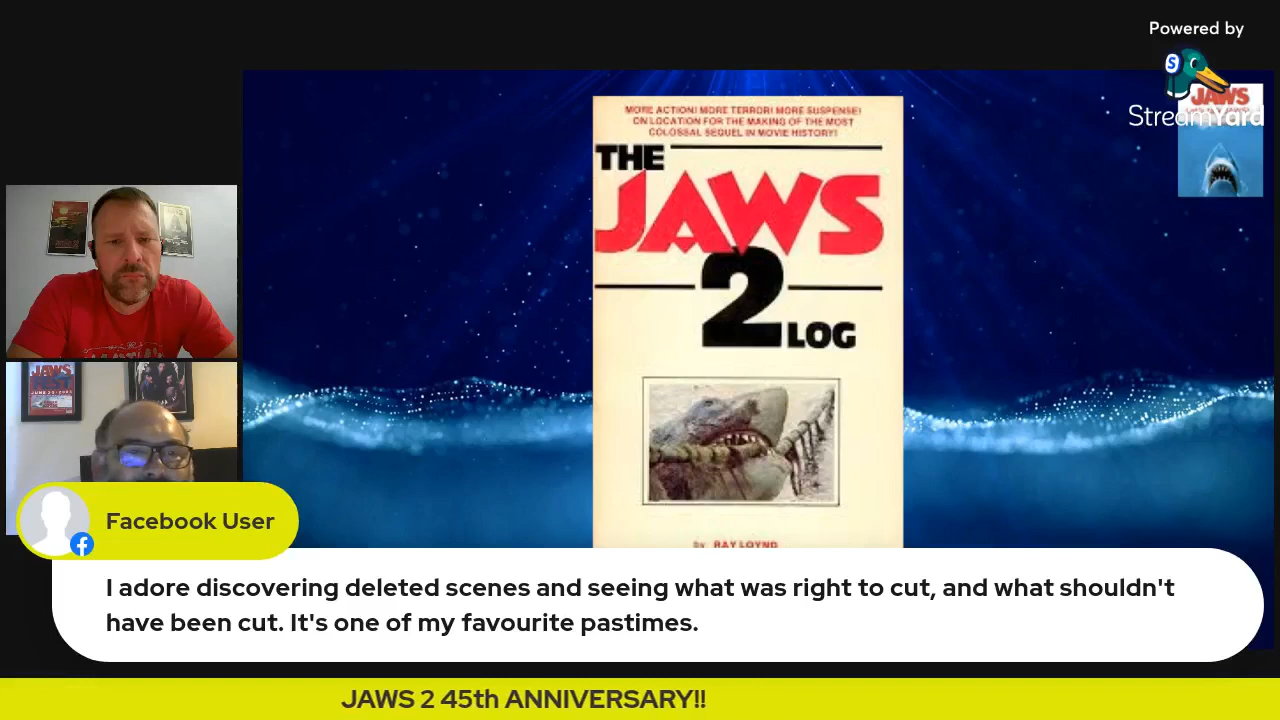 Powered by
StreamYard
JAWS
MORE ACTION! MORE TERROR! MORE SUSPENSE!
ON LOCATION FOR THE MAKING OF THE MOST
COLOSSAL SEQUEL IN MOVIE HISTORY!
THE
JAWS
2
LOG
by RAY LOYND
JAWS
Facebook User
I adore discovering deleted scenes and seeing what was right to cut, and what shouldn't
have been cut. It's one of my favourite pastimes.
JAWS 2 45th ANNIVERSARY!!